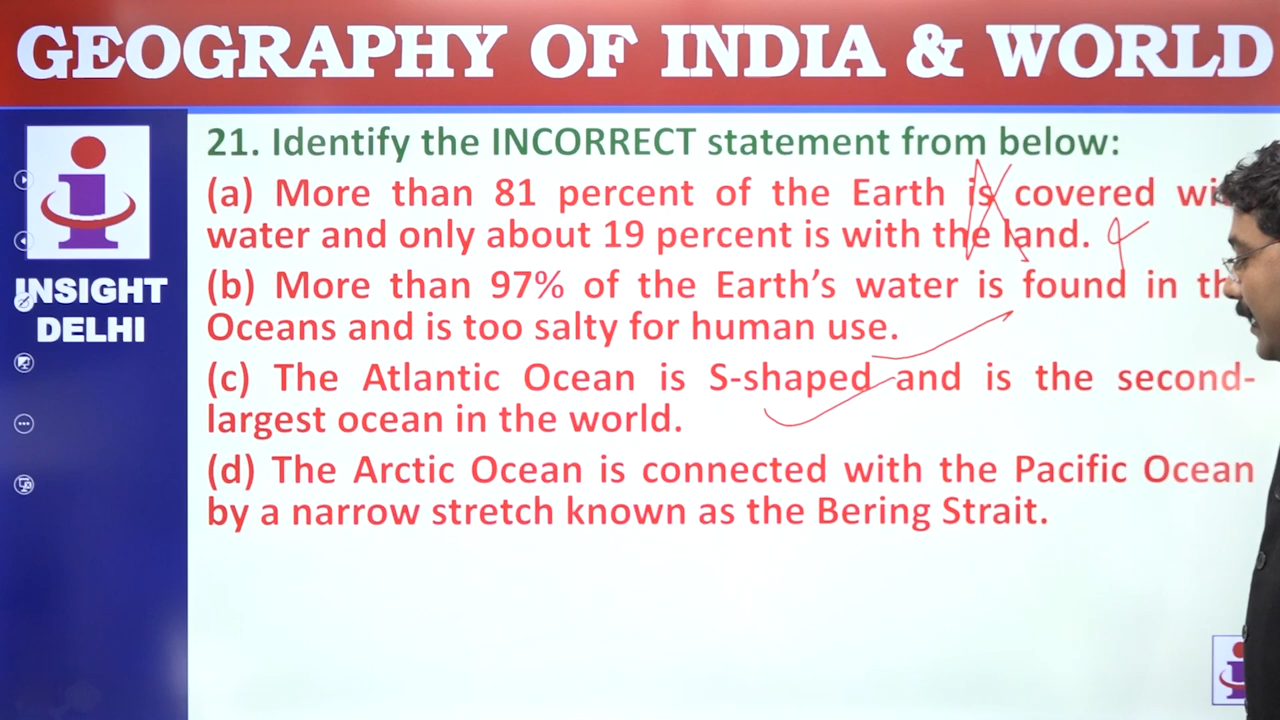 GEOGRAPHY OF INDIA & WORLD
INSIGHT
DELHI
21. Identify the INCORRECT statement from below:
(a) More than 81 percent of the Earth is covered wi
water and only about 19 percent is with the land.
(b) More than 97% of the Earth's water is found in th
Oceans and is too salty for human use.
(c) The Atlantic Ocean is S-shaped and is the second-
largest ocean in the world.
(d) The Arctic Ocean is connected with the Pacific Ocean
by a narrow stretch known as the Bering Strait.